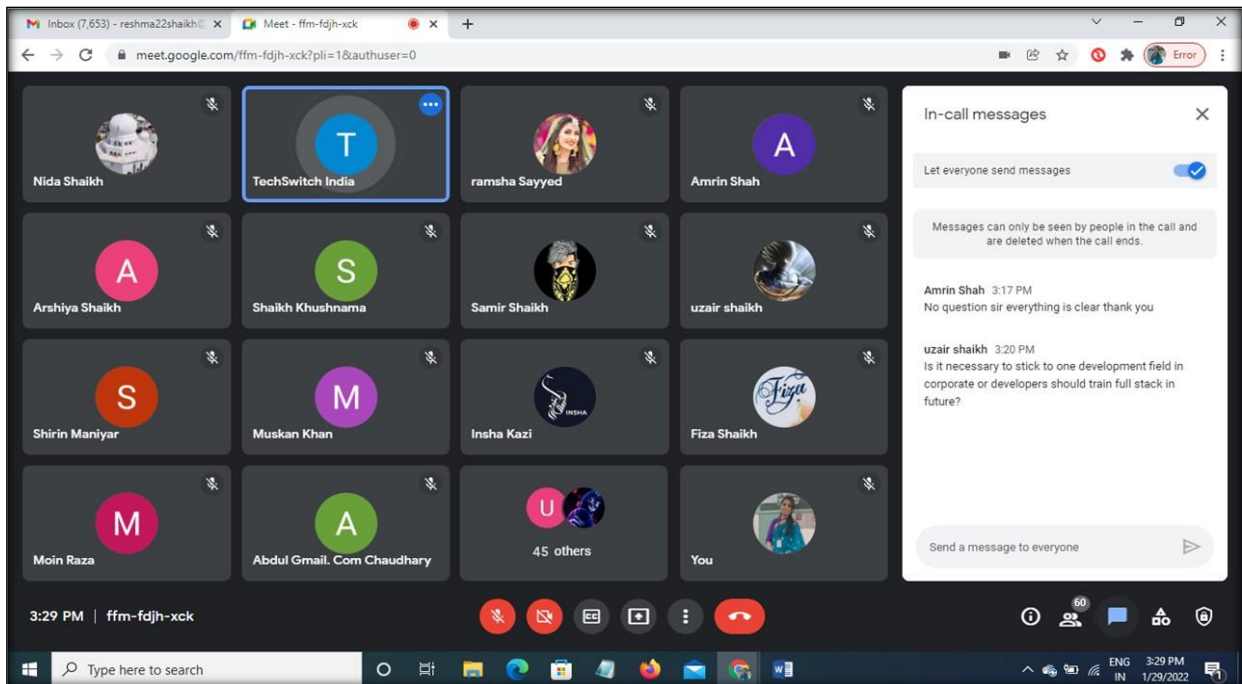 Inbox (7,653) - reshma22shaikh@
Meet - ffm-fdjh-xck
meet.google.com/ffm-fdjh-xck?pli=1&authuser=0
Error
Nida Shaikh
T
TechSwitch India
ramsha Sayyed
A
Amrin Shah
A
Arshiya Shaikh
S
Shaikh Khushnama
Samir Shaikh
uzair shaikh
S
Shirin Maniyar
M
Muskan Khan
INSHA
Insha Kazi
Fiza
Fiza Shaikh
M
Moin Raza
A
Abdul Gmail. Com Chaudhary
U
45 others
You
In-call messages
Let everyone send messages
Messages can only be seen by people in the call and
are deleted when the call ends.
Amrin Shah 3:17 PM
No question sir everything is clear thank you
uzair shaikh 3:20 PM
Is it necessary to stick to one development field in
corporate or developers should train full stack in
future?
Send a message to everyone
3:29 PM | ffm-fdjh-xck
CC
60
Type here to search
W
ENG
IN
3:29 PM
1/29/2022
1